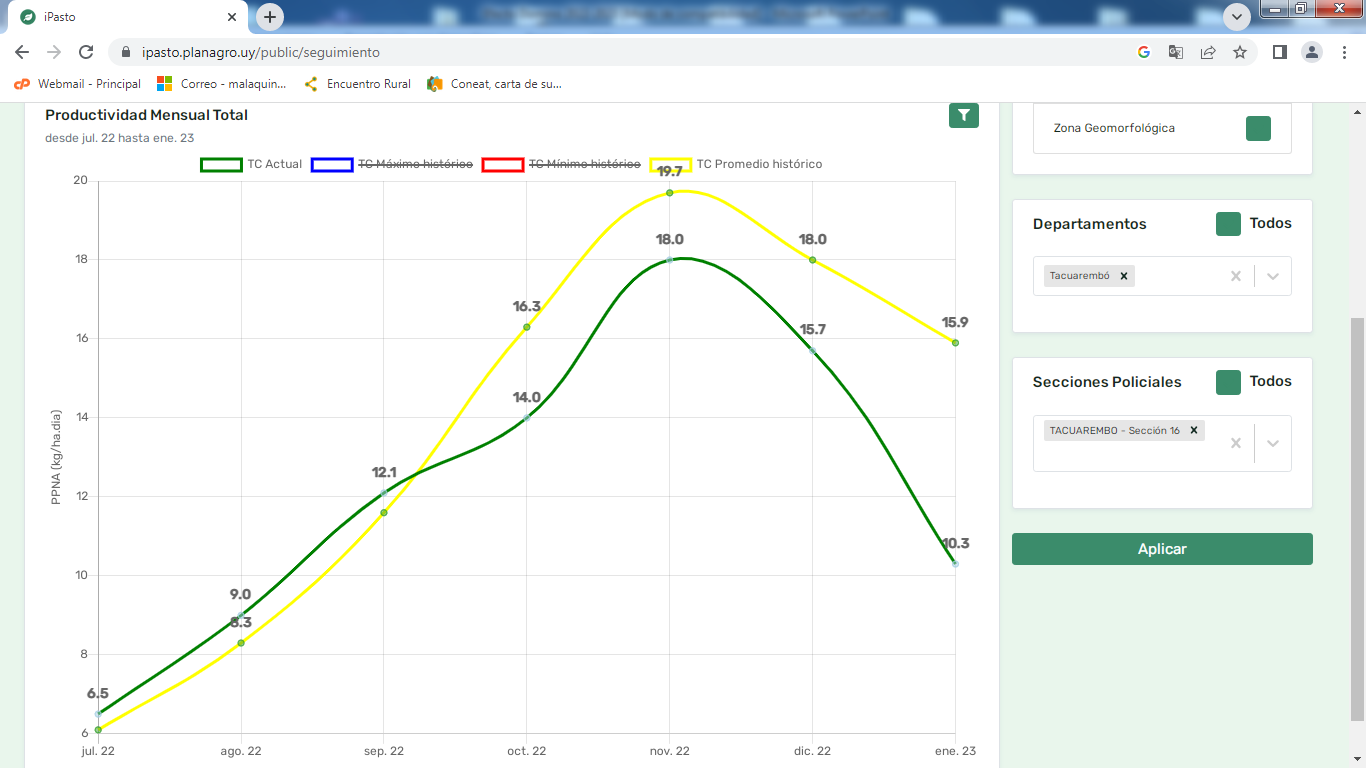 iPasto
ipasto.planagro.uy/public/seguimiento
Webmail - Principal
Correo - malaquin...
Encuentro Rural
Coneat, carta de su...
Productividad Mensual Total
desde jul. 22 hasta ene. 23
TC Actual
TC Máximo histórico
TC Mínimo histórico
TC Promedio histórico
PPNA (kg/ha.dia)
20
18
16
14
12
10
8
6
6.5
9.0
8.3
12.1
16.3
14.0
19.7
18.0
18.0
15.7
15.9
10.3
jul. 22
ago. 22
sep. 22
oct. 22
nov. 22
dic. 22
ene. 23
Zona Geomorfológica
Departamentos
Todos
Tacuarembó
Secciones Policiales
Todos
TACUAREMBO - Sección 16
Aplicar